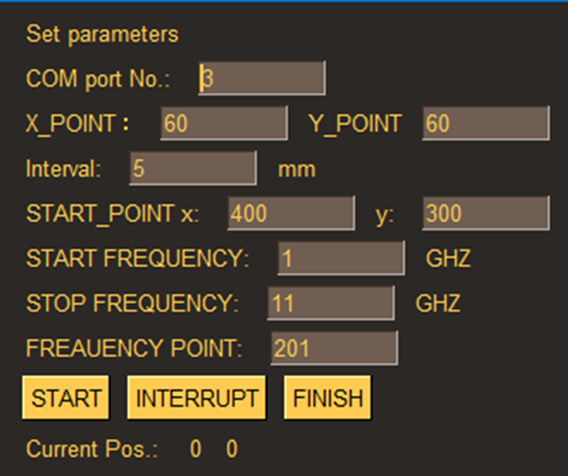 Set parameters
COM port No.: 3
X_POINT : 60 Y_POINT 60
Interval: 5 mm
START_POINT x: 400 y: 300
START FREQUENCY: 1 GHZ
STOP FREQUENCY: 11 GHZ
FREAUENCY POINT: 201
START INTERRUPT FINISH
Current Pos.: 0 0